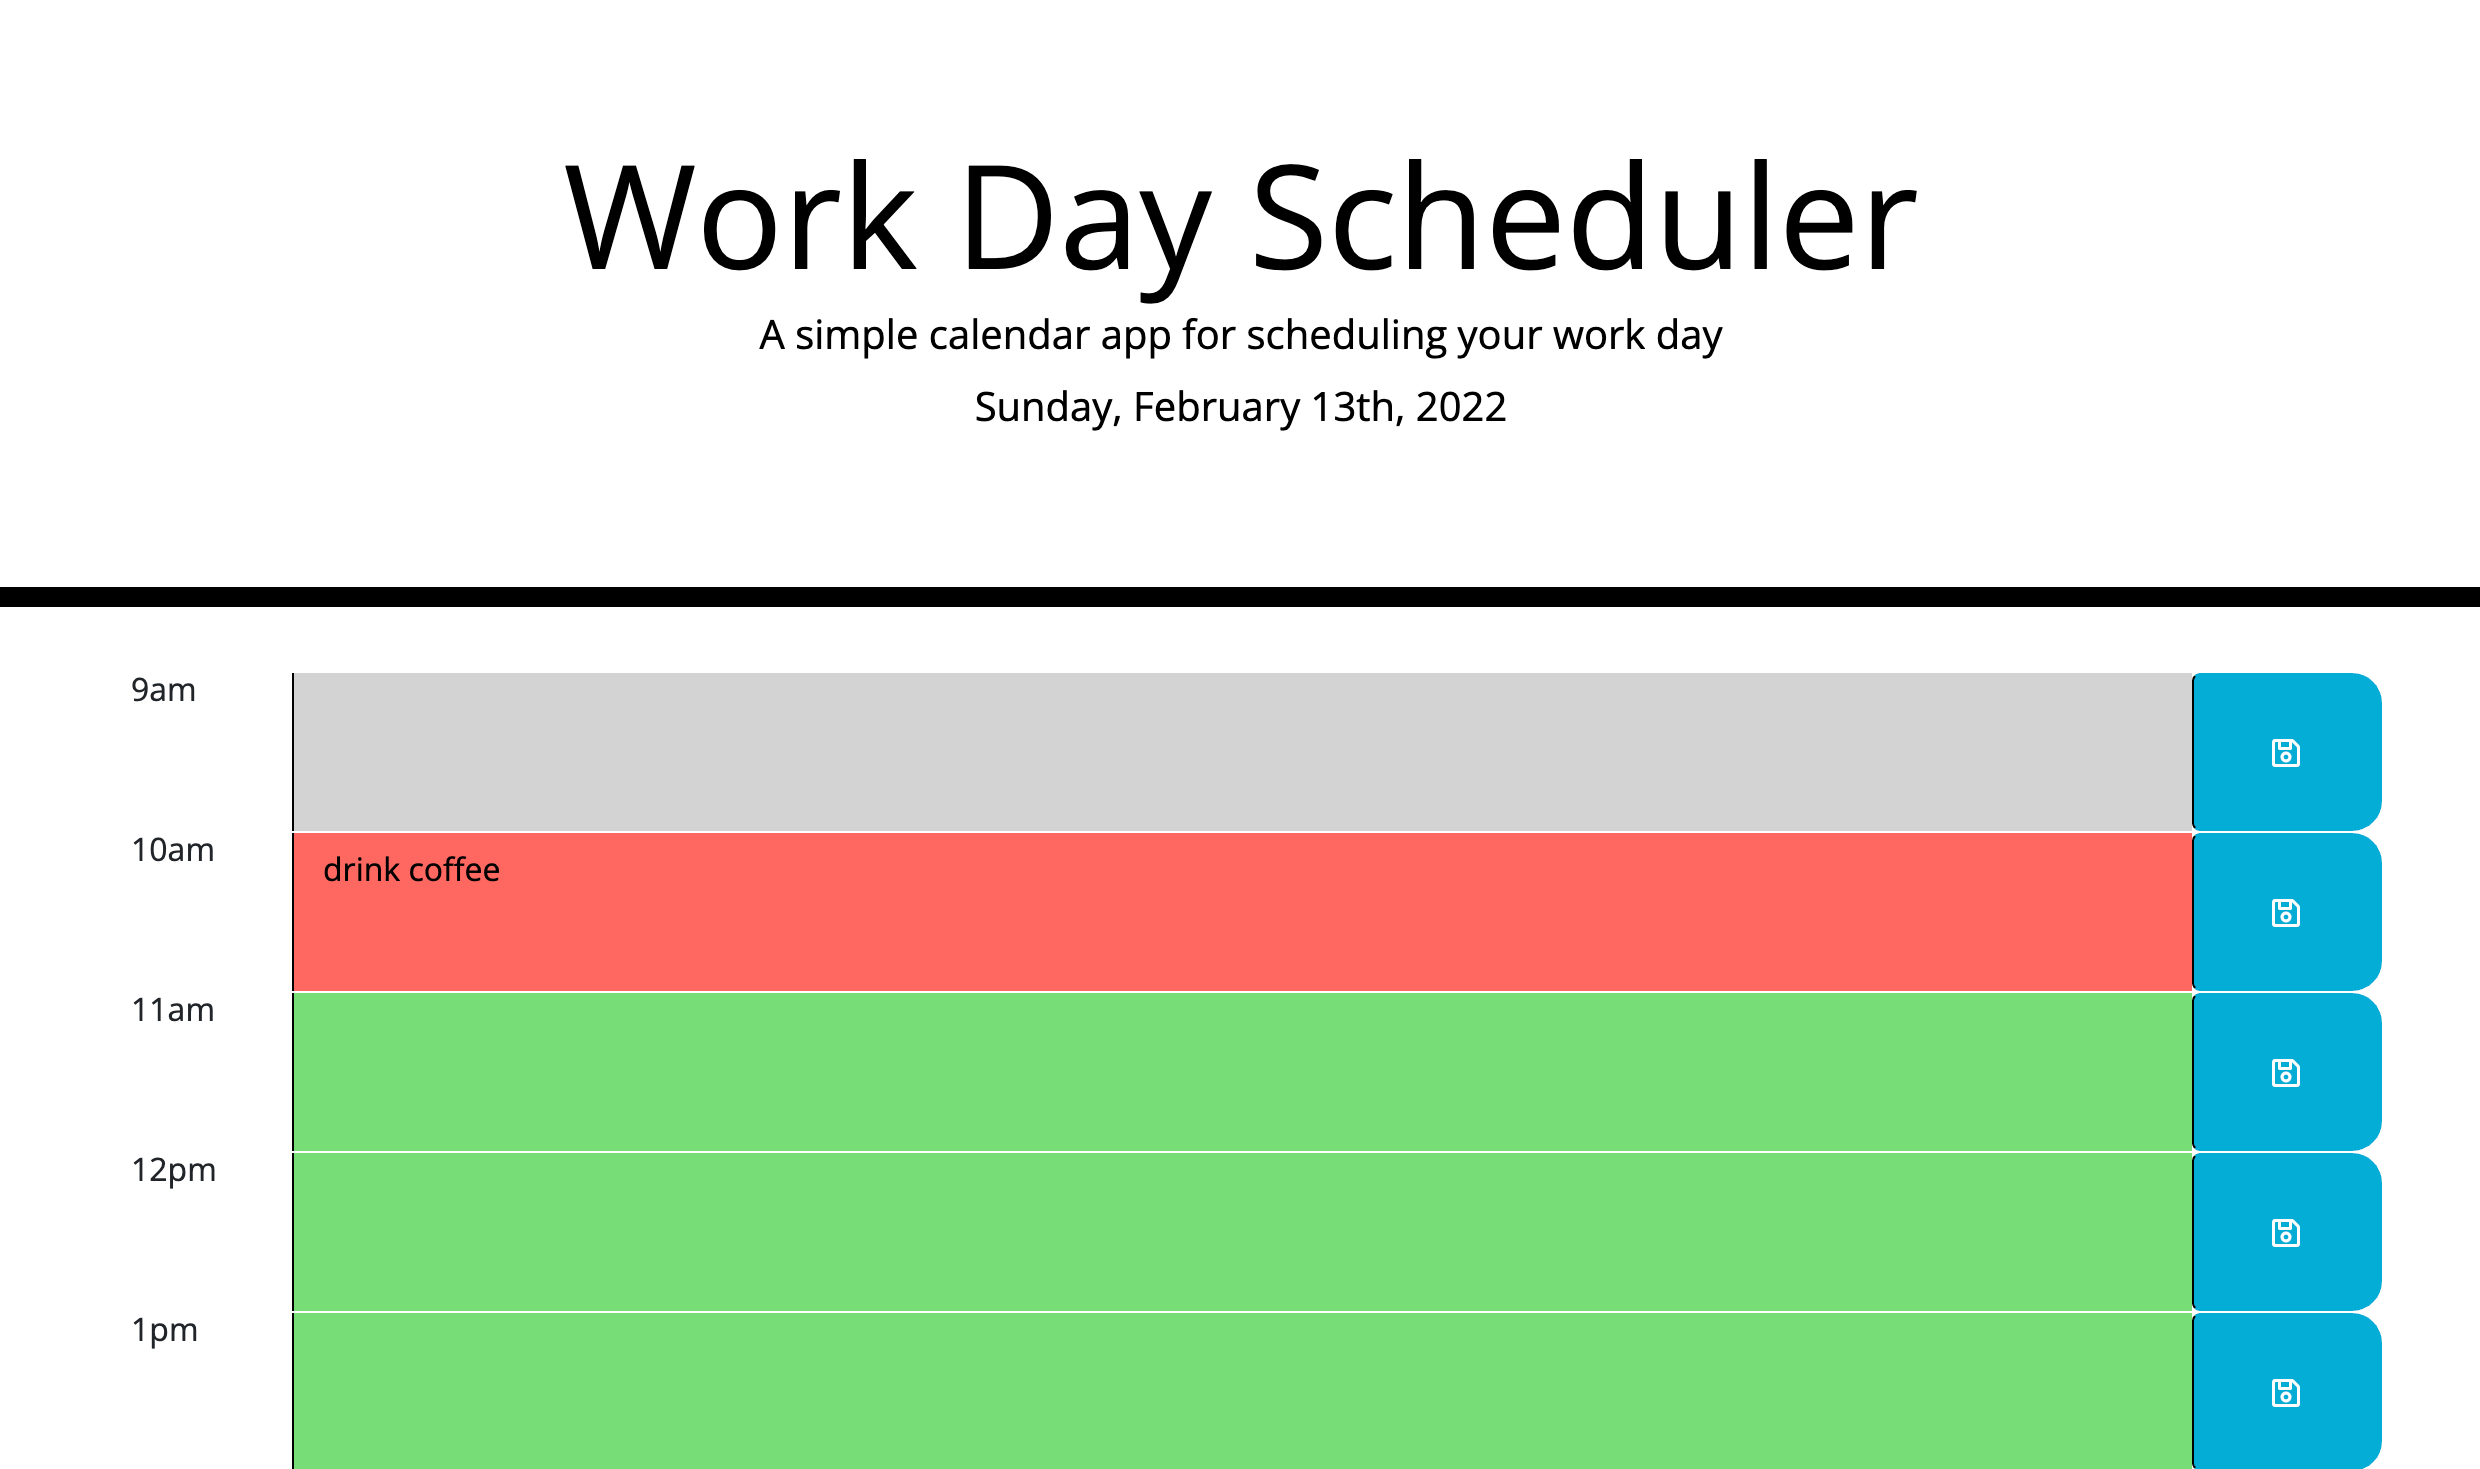 Work Day Scheduler
A simple calendar app for scheduling your work day
Sunday, February 13th, 2022
9am
10am
drink coffee
11am
12pm
1pm